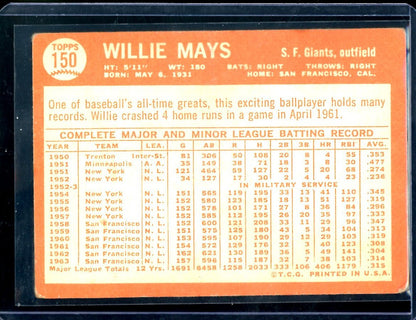 TOPPS
150
WILLIE MAYS
S. F. Giants, outfield
HT: 5'11" WT: 180 BATS: RIGHT THROWS: RIGHT
BORN: MAY 6, 1931 HOME: SAN FRANCISCO, CAL.
One of baseball's all-time greats, this exciting ballplayer holds many
records. Willie crashed 4 home runs in a game in April 1961.
COMPLETE MAJOR AND MINOR LEAGUE BATTING RECORD
YEAR TEAM LEA. G AB R H 2B 3B HR RBI AVG.
1950 Trenton Inter-St. 81 306 50 108 20 8 4 55 .353
1951 Minneapolis A. A. 35 149 38 71 18 3 8 30 .477
1951 New York N. L. 121 464 59 127 22 5 20 68 .274
1952 New York N. L. 34 127 17 30 2 4 4 23 .236
1952-3 IN MILITARY SERVICE
1954 New York N. L. 151 565 119 195 33 13 41 110 .345
1955 New York N. L. 152 580 123 185 18 13 51 127 .319
1956 New York N. L. 152 578 101 171 27 8 36 84 .296
1957 New York N. L. 152 585 112 195 26 20 35 97 .333
1958 San Francisco N. L. 152 600 121 208 33 11 29 96 .347
1959 San Francisco N. L. 151 575 125 180 43 5 34 104 .313
1960 San Francisco N. L. 153 595 107 190 29 12 29 103 .319
1961 San Francisco N. L. 154 572 129 176 32 3 40 123 .308
1962 San Francisco N. L. 162 621 130 189 36 5 49 141 .304
1963 San Francisco N. L. 157 596 115 187 32 7 38 103 .314
Major League Totals 12 Yrs. 1691 6458 1258 2033 333 106 406 1179 .315
©T.C.G. PRINTED IN U.S.A.